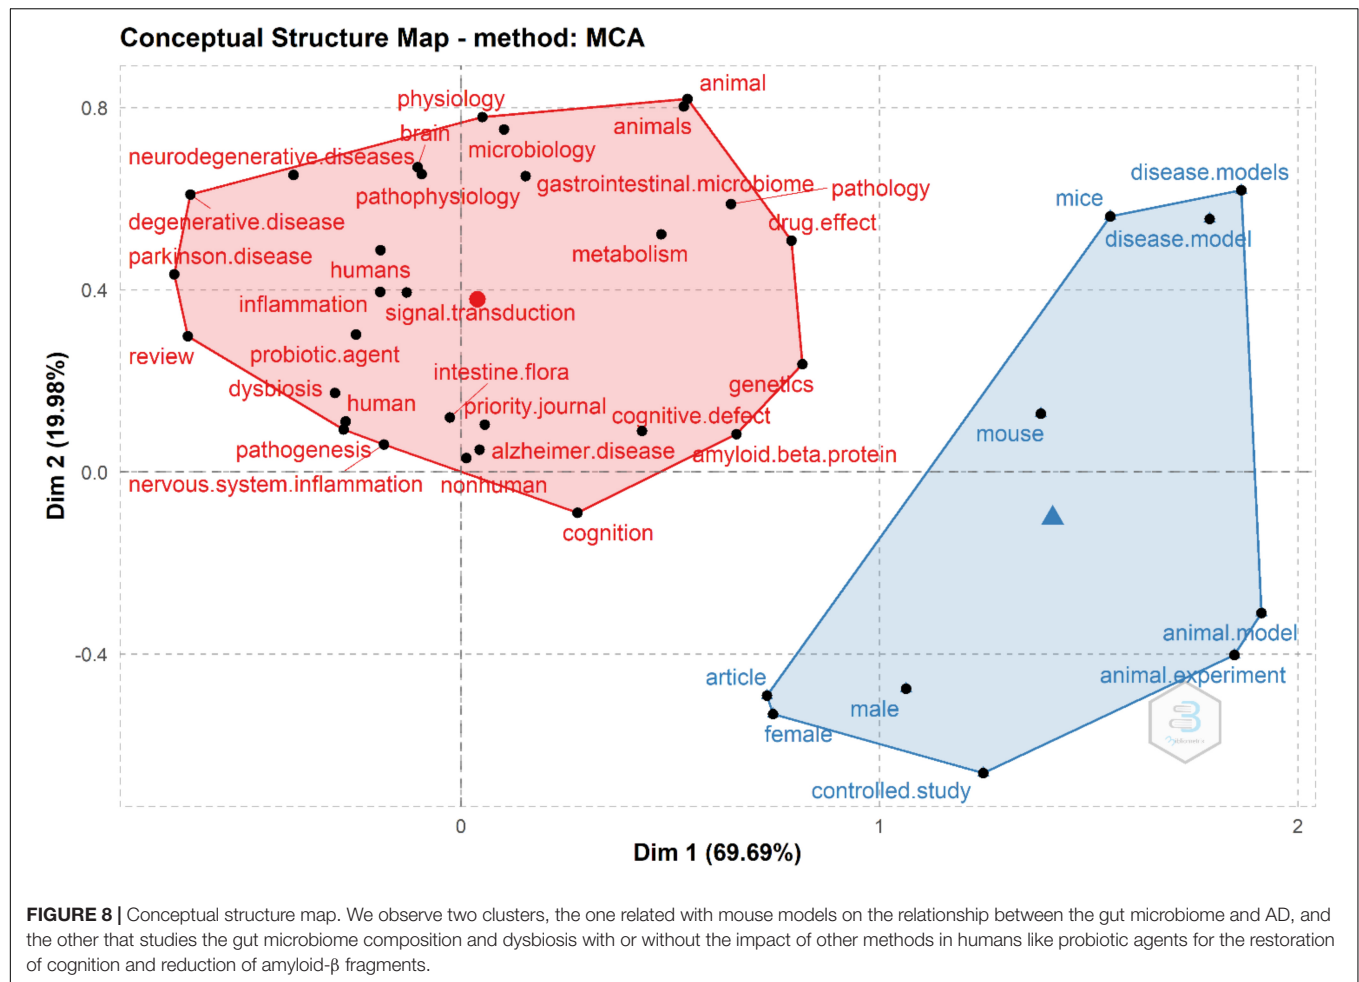 Conceptual Structure Map - method: MCA
animal
physiology
animals
brain
microbiology
neurodegenerative.diseases
disease.models
gastrointestinal.microbiome
pathology
pathophysiology
mice
degenerative.disease
drug.effect
disease.model
parkinson.disease
metabolism
humans
inflammation
signal.transduction
review
probiotic.agent
intestine.flora
genetics
dysbiosis
human
priority.journal
cognitive.defect
mouse
pathogenesis
alzheimer.disease
amyloid.beta.protein
nervous.system.inflammation
nonhuman
cognition
animal.model
article
animal.experiment
male
female
controlled.study
0.8
0.4
0.0
-0.4
Dim 2 (19.98%)
0
1
2
Dim 1 (69.69%)
FIGURE 8 | Conceptual structure map. We observe two clusters, the one related with mouse models on the relationship between the gut microbiome and AD, and
the other that studies the gut microbiome composition and dysbiosis with or without the impact of other methods in humans like probiotic agents for the restoration
of cognition and reduction of amyloid-β fragments.